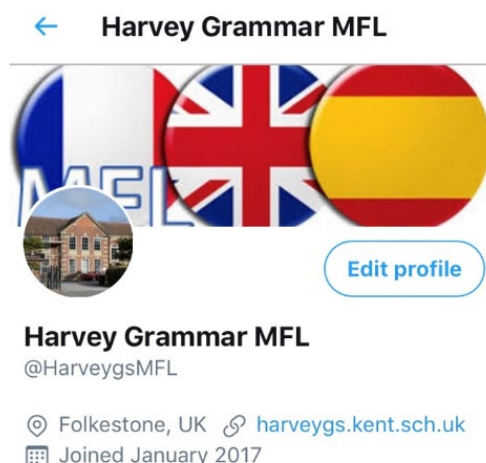 Harvey Grammar MFL
MFL
Edit profile
Harvey Grammar MFL
@HarveygsMFL
Folkestone, UK harveygs.kent.sch.uk
Joined January 2017